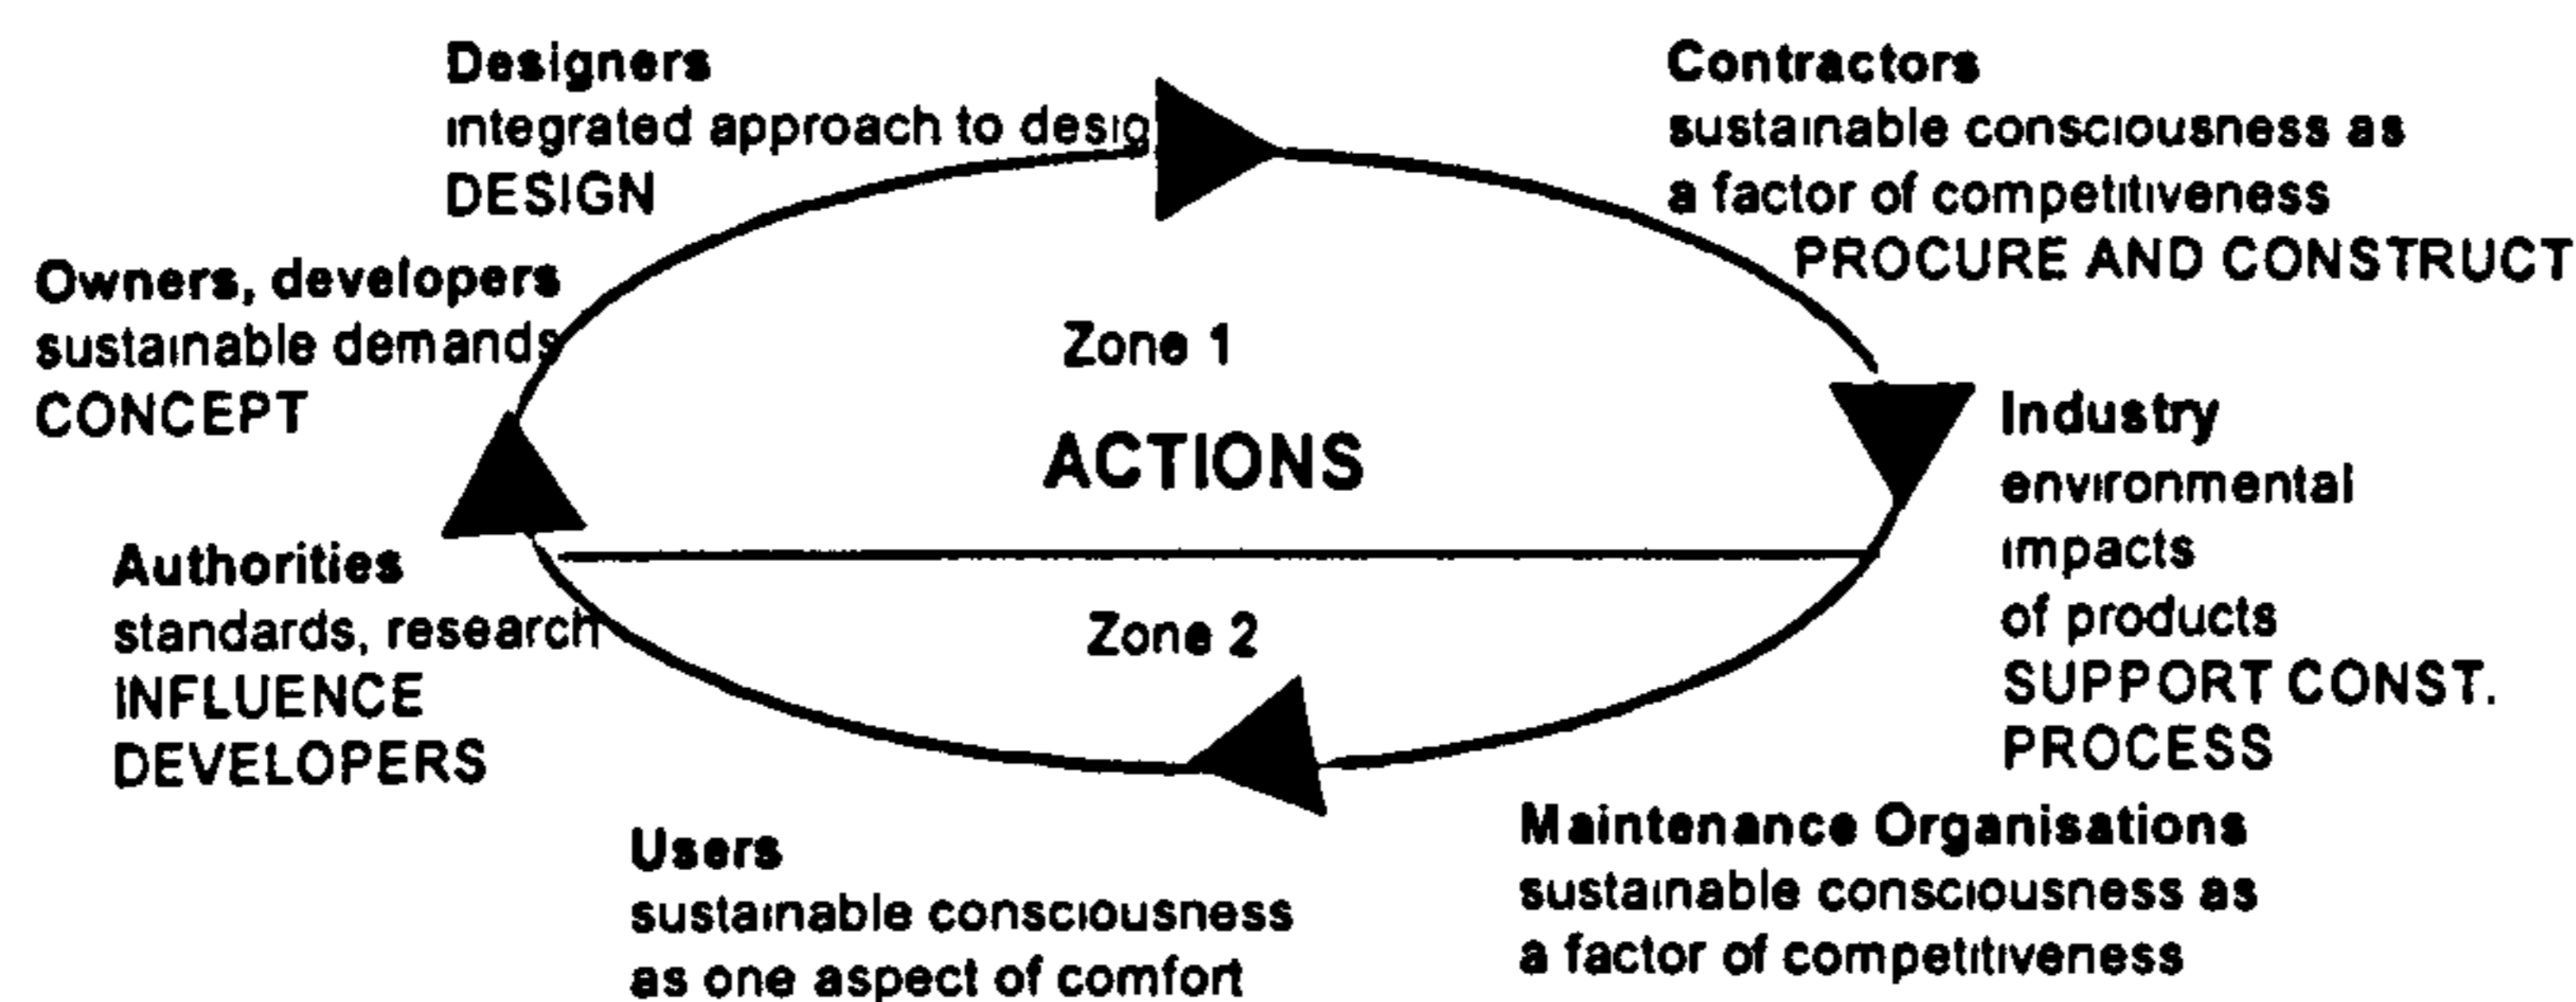 Designers
integrated approach to desig
DESIGN
Contractors
sustainable consciousness as
a factor of competitiveness
PROCURE AND CONSTRUCT
Owners, developers
sustainable demands
CONCEPT
Zone 1
ACTIONS
Industry
environmental
impacts
of products
SUPPORT CONST.
PROCESS
Authorities
standards, research
INFLUENCE
DEVELOPERS
Zone 2
Users
sustainable consciousness
as one aspect of comfort
Maintenance Organisations
sustainable consciousness as
a factor of competitiveness